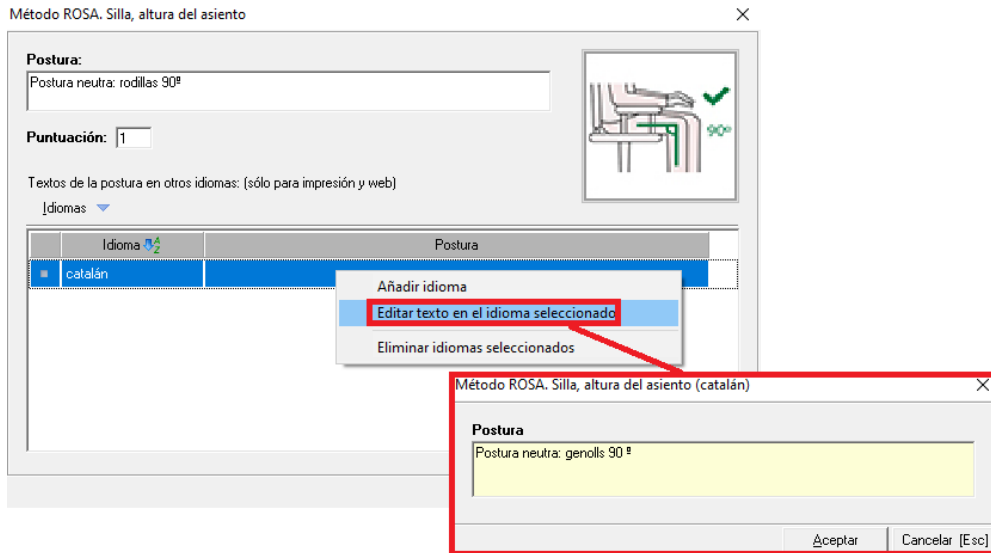 Método ROSA. Silla, altura del asiento
Postura:
Postura neutra: rodillas 90º
90º
Puntuación: 1
Textos de la postura en otros idiomas: (sólo para impresión y web)
Idiomas
Idioma Postura
catalán
Añadir idioma
Editar texto en el idioma seleccionado
Eliminar idiomas seleccionados
Método ROSA. Silla, altura del asiento (catalán)
Postura
Postura neutra: genolls 90 º
Aceptar Cancelar [Esc]